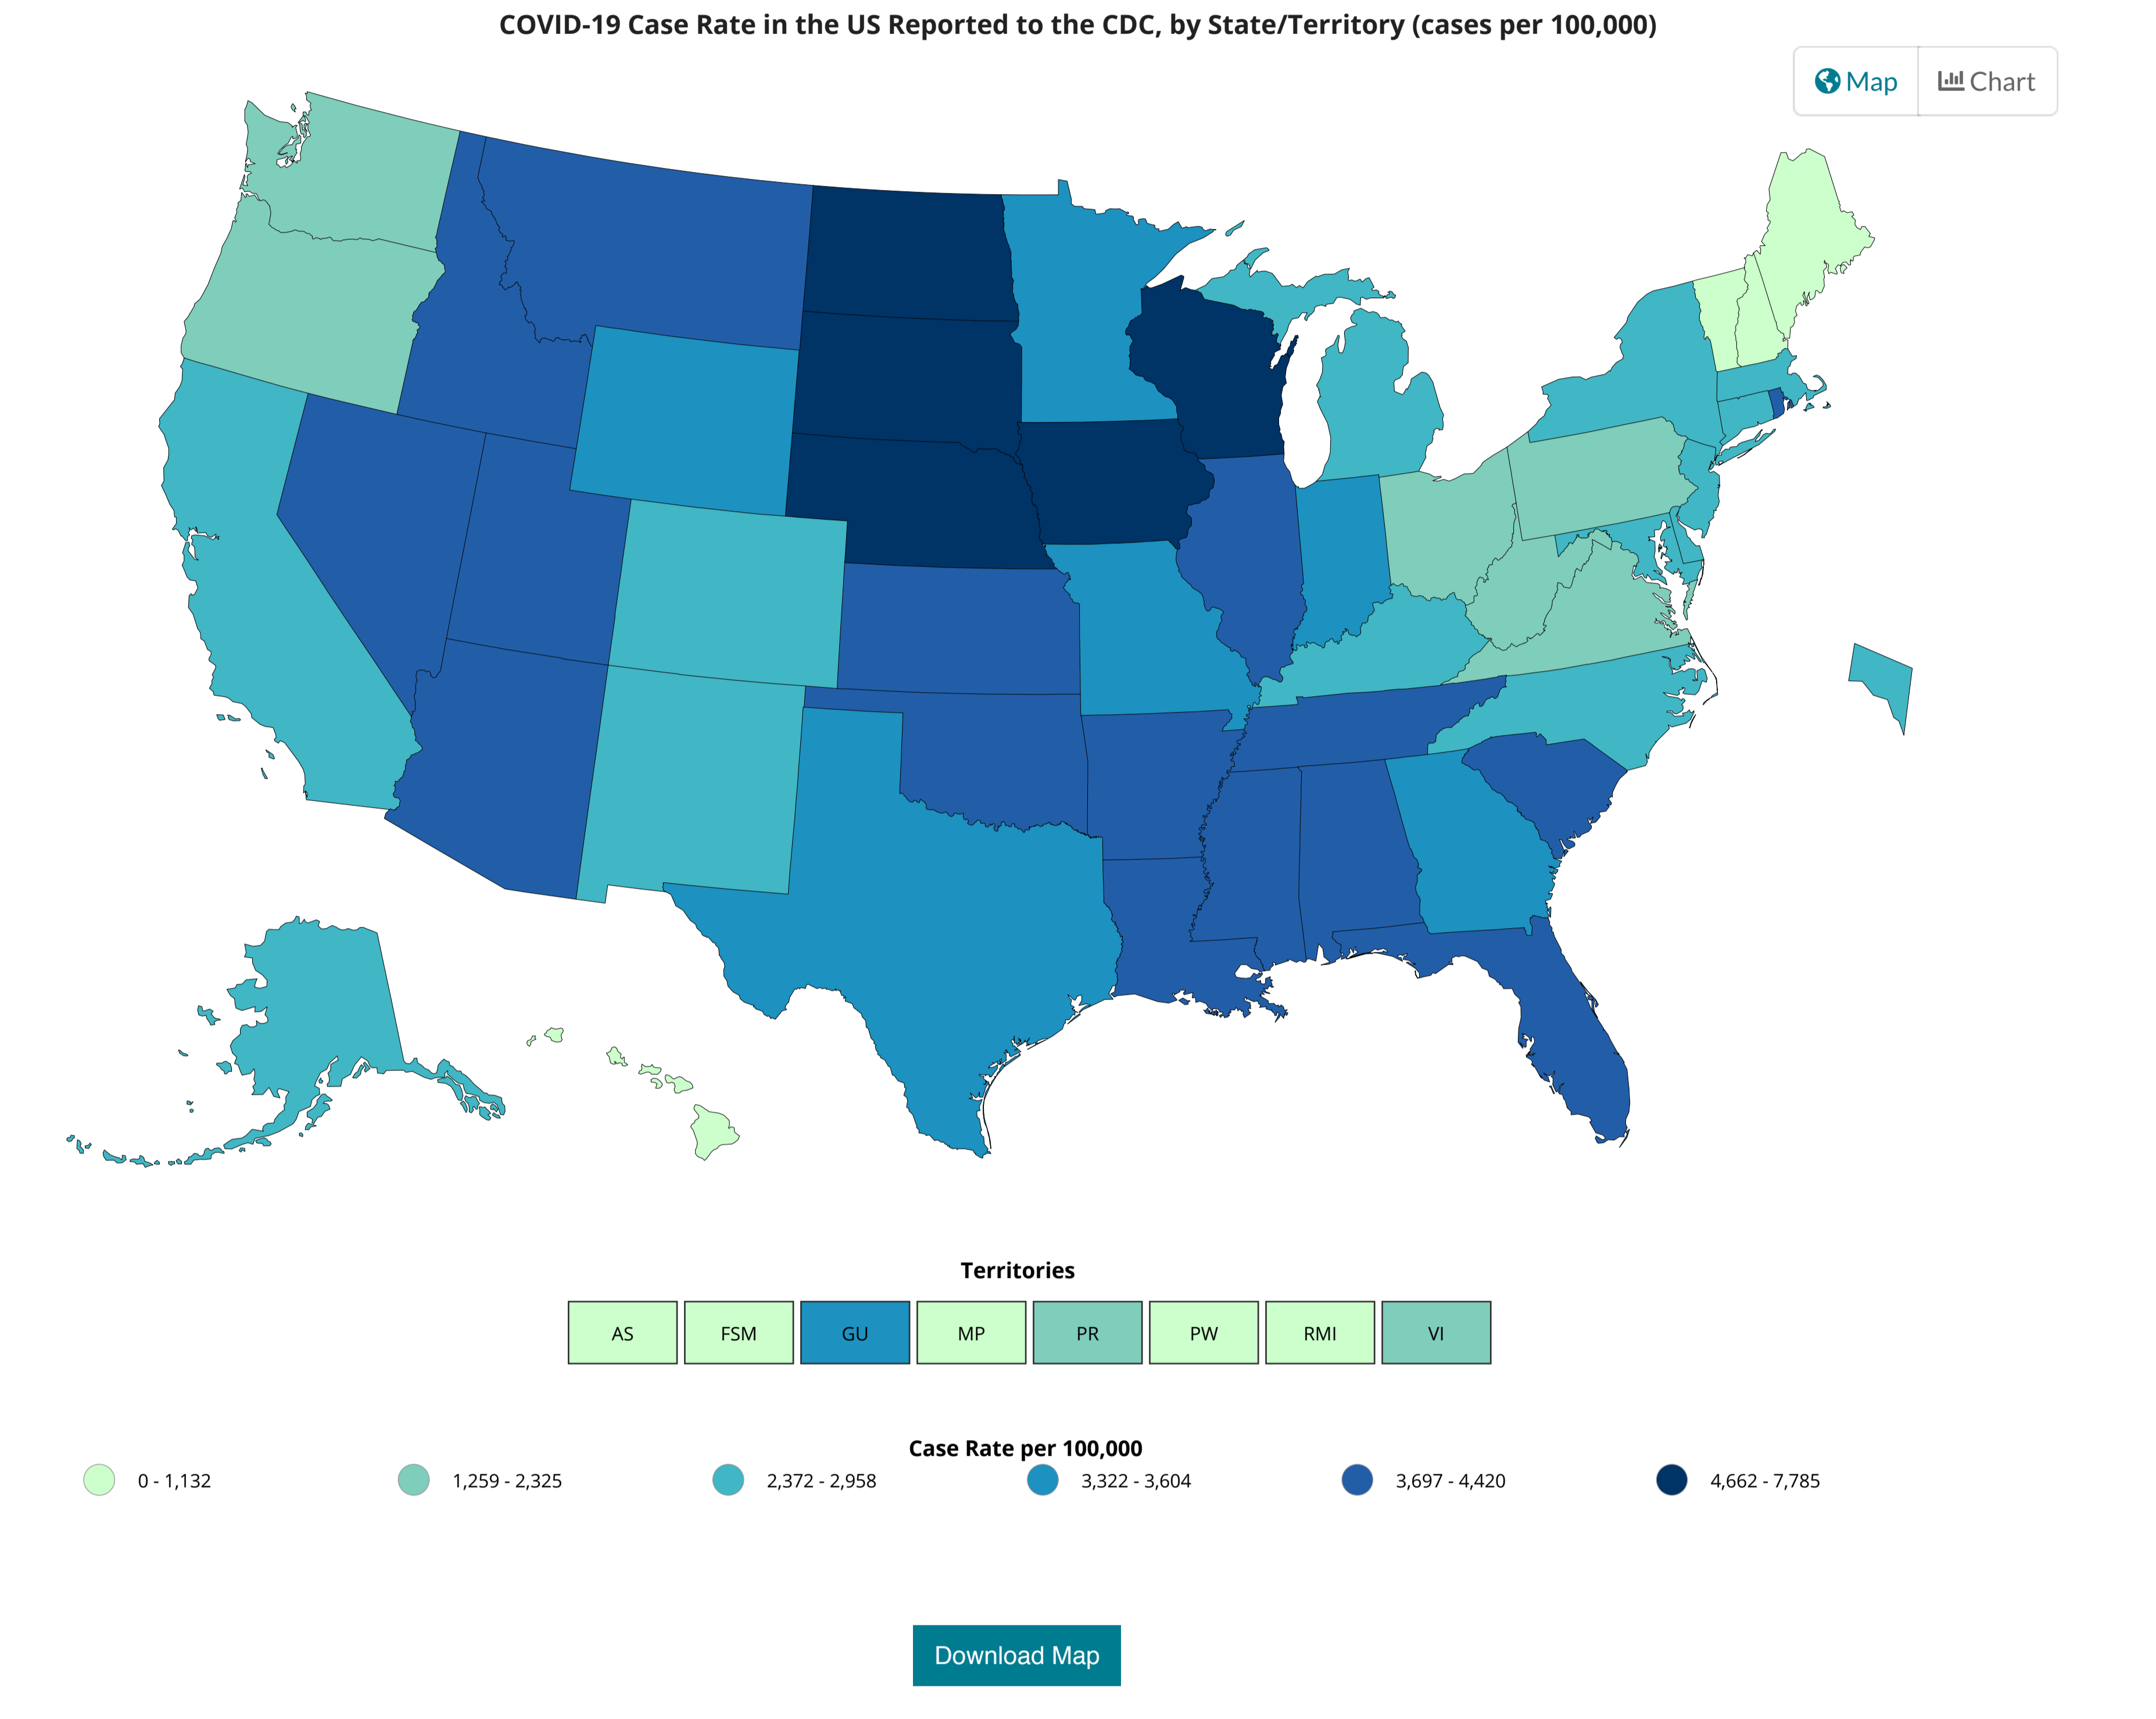 COVID-19 Case Rate in the US Reported to the CDC, by State/Territory (cases per 100,000)
Map Chart
Territories
AS FSM GU MP PR PW RMI VI
Case Rate per 100,000
0 - 1,132 1,259 - 2,325 2,372 - 2,958 3,322 - 3,604 3,697 - 4,420 4,662 - 7,785
Download Map